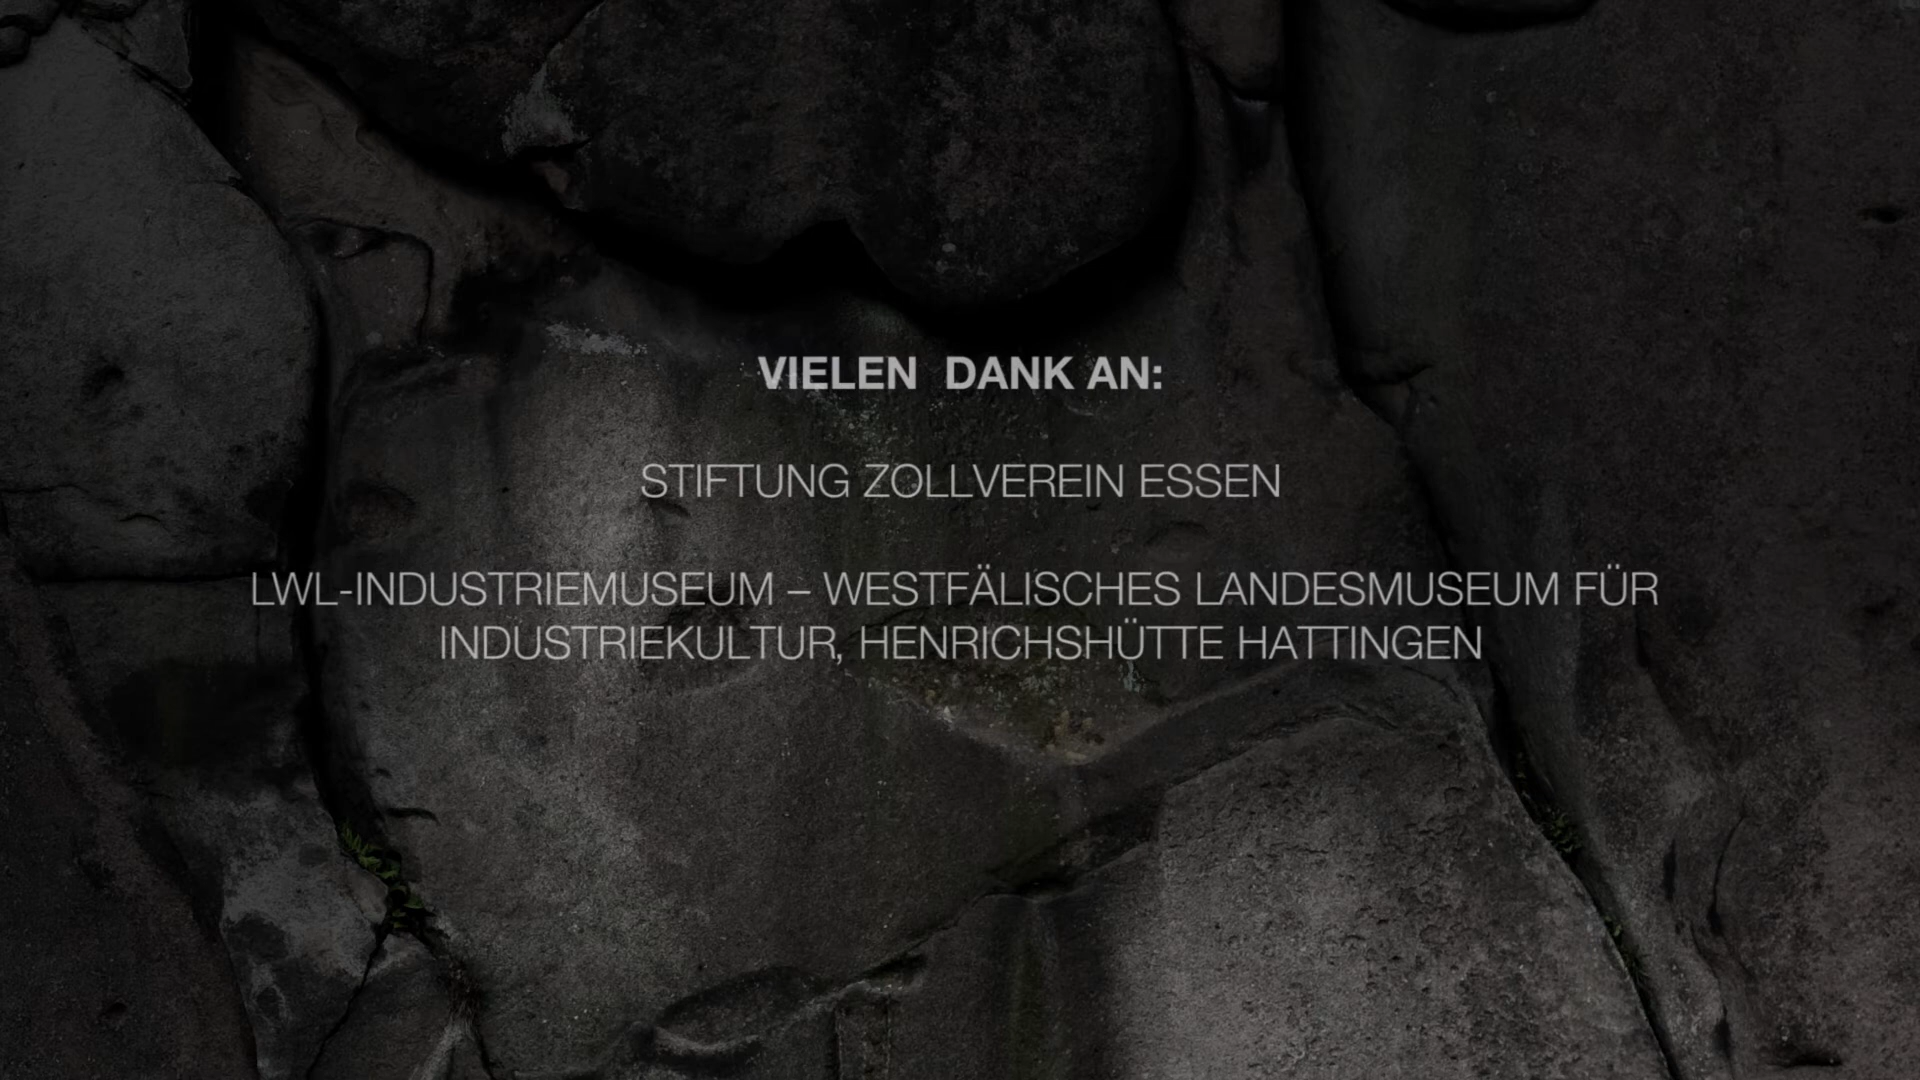 VIELEN DANK AN:
STIFTUNG ZOLLVEREIN ESSEN
LWL-INDUSTRIEMUSEUM – WESTFÄLISCHES LANDESMUSEUM FÜR
INDUSTRIEKULTUR, HENRICHSHÜTTE HATTINGEN